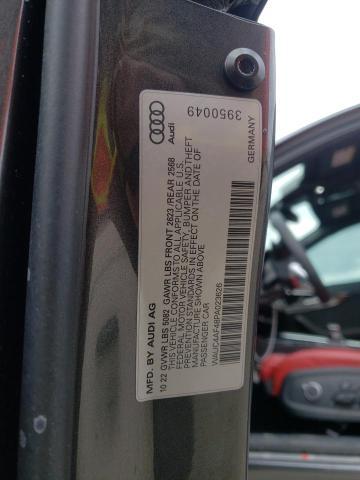 MFD. BY AUDI AG
10 22 GVWR LBS 5082 GAWR LBS FRONT 2623 /REAR 2568
THIS VEHICLE CONFORMS TO ALL APPLICABLE U.S.
FEDERAL MOTOR VEHICLE SAFETY, BUMPER AND THEFT
PREVENTION STANDARDS IN EFFECT ON THE DATE OF
MANUFACTURE SHOWN ABOVE
PASSENGER CAR
WAUC4AF48PA023626
Audi
3950049
GERMANY